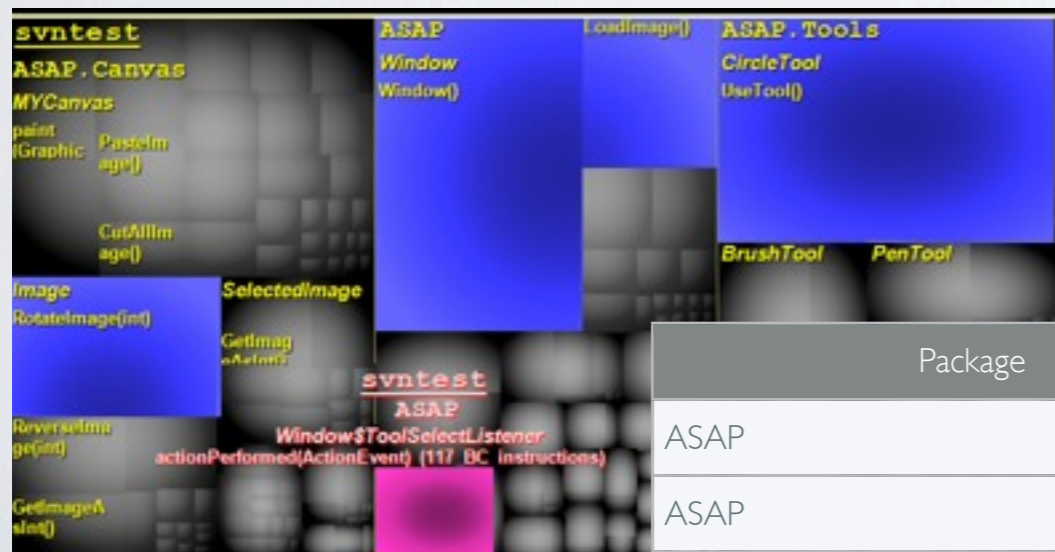 svntest
ASAP.Canvas
MYCanvas
paint
(Graphic
PasteIm
age()
CutAllIm
age()
Image
RotateImage(int)
SelectedImage
GetImag
eAsInt()
ReverseIma
ge(int)
GetImageA
sInt()
ASAP
Window
Window()
LoadImage()
ASAP.Tools
CircleTool
UseTool()
BrushTool
PenTool
svntest
ASAP
Window$ToolSelectListener
actionPerformed(ActionEvent) (117 BC instructions)
Package
ASAP
ASAP